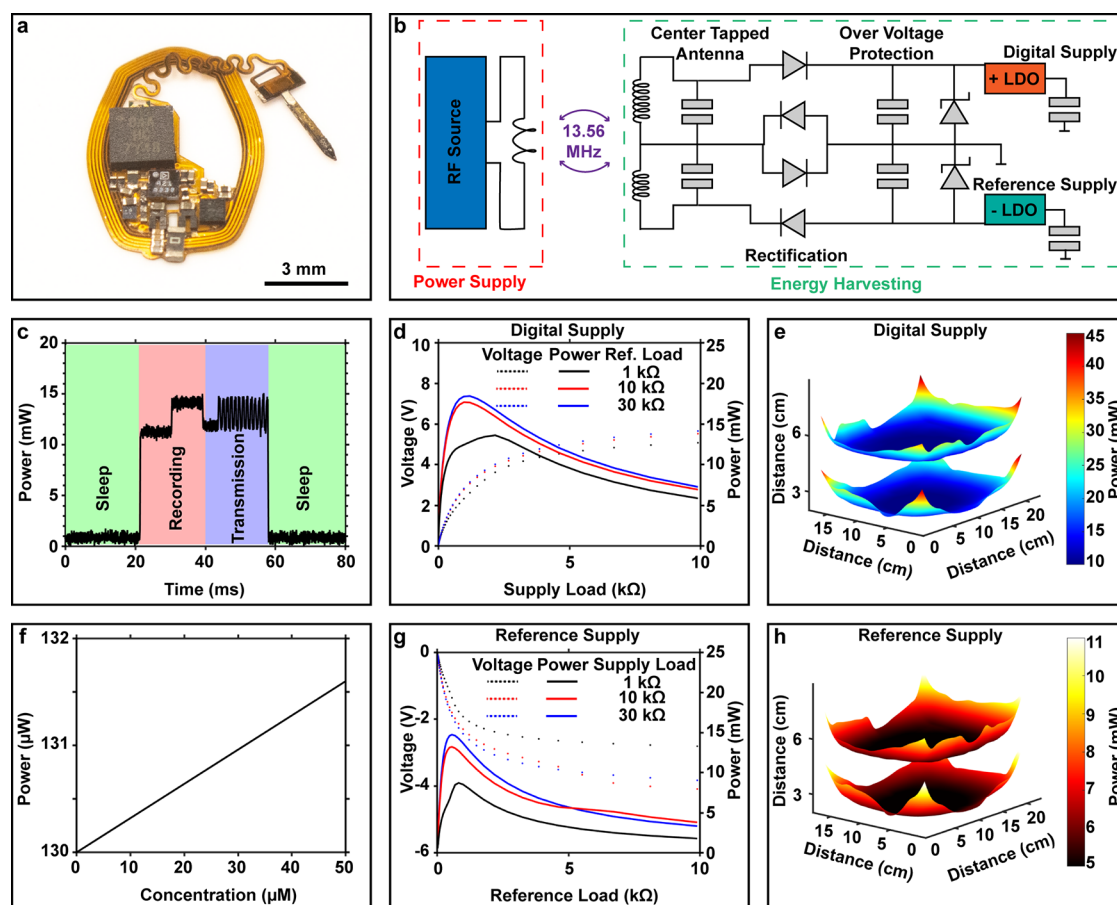 a
3 mm
b
Center Tapped
Antenna
Over Voltage
Protection
Digital Supply
+ LDO
RF Source
13.56
MHz
Reference Supply
- LDO
Rectification
Power Supply
Energy Harvesting
c
20
15
10
5
0
Power (mW)
Sleep
Recording
Transmission
Sleep
0 20 40 60 80
Time (ms)
d
Digital Supply
Voltage Power Ref. Load
1 kΩ
10 kΩ
30 kΩ
10
8
6
4
2
0
Voltage (V)
25
20
15
10
5
0
Power (mW)
0 5 10
Supply Load (kΩ)
e
Digital Supply
6
3
Distance (cm)
15 10 5 0
Distance (cm)
0 5 10 15 20
Distance (cm)
45
40
35
30
25
20
15
10
Power (mW)
f
132
131
130
Power (µW)
0 10 20 30 40 50
Concentration (µM)
g
Reference Supply
Voltage Power Supply Load
1 kΩ
10 kΩ
30 kΩ
0
-2
-4
-6
Voltage (V)
25
20
15
10
5
0
Power (mW)
0 5 10
Reference Load (kΩ)
h
Reference Supply
6
3
Distance (cm)
15 10 5 0
Distance (cm)
0 5 10 15 20
Distance (cm)
11
10
9
8
7
6
5
Power (mW)